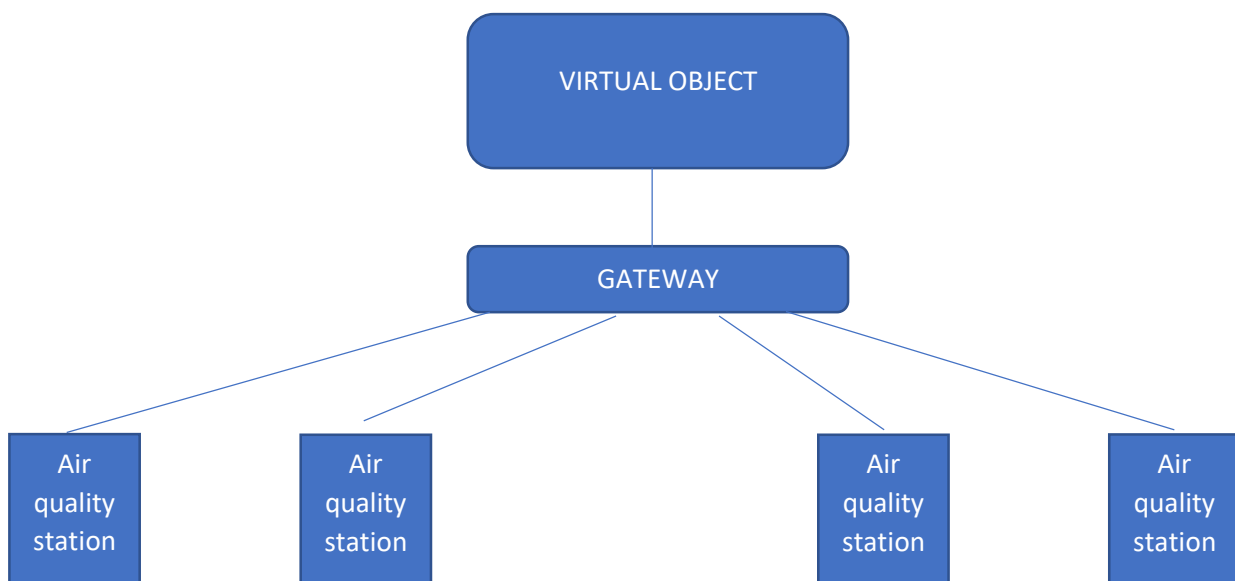 VIRTUAL OBJECT
GATEWAY
Air
quality
station
Air
quality
station
Air
quality
station
Air
quality
station